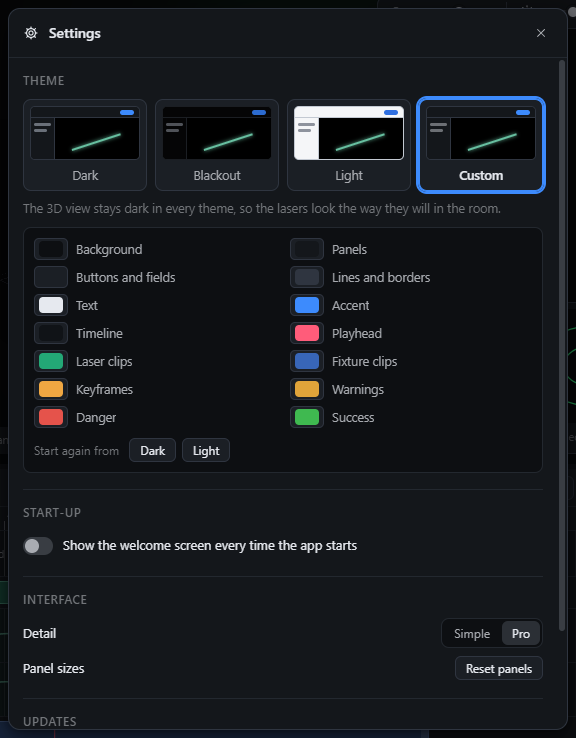 Settings
THEME
Dark
Blackout
Light
Custom
The 3D view stays dark in every theme, so the lasers look the way they will in the room.
Background
Panels
Buttons and fields
Lines and borders
Text
Accent
Timeline
Playhead
Laser clips
Fixture clips
Keyframes
Warnings
Danger
Success
Start again from Dark Light
START-UP
Show the welcome screen every time the app starts
INTERFACE
Detail Simple Pro
Panel sizes Reset panels
UPDATES